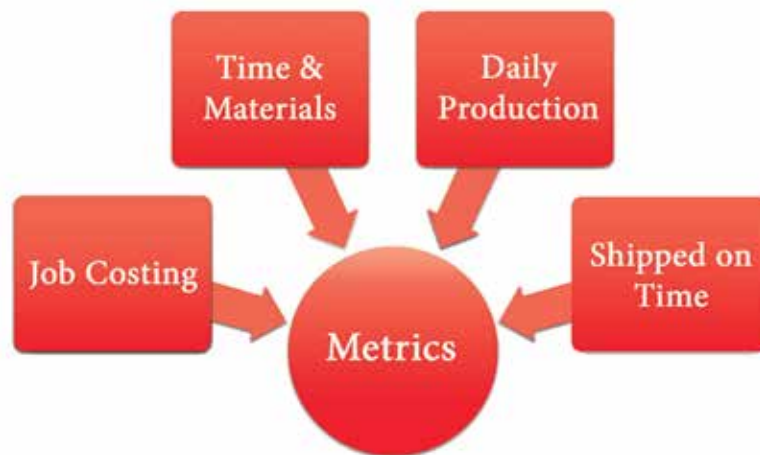 Time &
Materials
Daily
Production
Job Costing
Shipped on
Time
Metrics